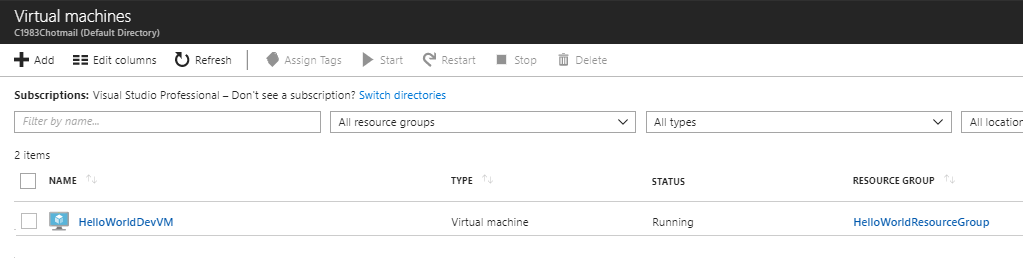 Virtual machines
C1983Chotmail (Default Directory)
Add Edit columns Refresh Assign Tags Start Restart Stop Delete
Subscriptions: Visual Studio Professional – Don't see a subscription? Switch directories
Filter by name... All resource groups All types All location
2 items
NAME TYPE STATUS RESOURCE GROUP
HelloWorldDevVM Virtual machine Running HelloWorldResourceGroup